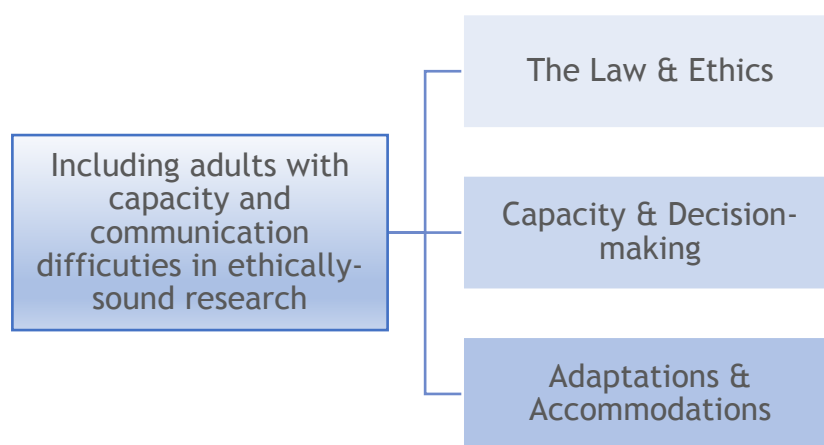 Including adults with
capacity and
communication
difficuties in ethically-
sound research
The Law & Ethics
Capacity & Decision-
making
Adaptations &
Accommodations